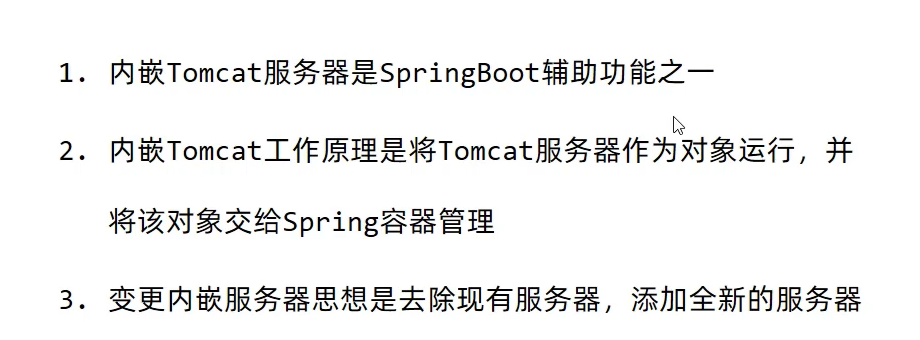 1. 内嵌Tomcat服务器是SpringBoot辅助功能之一
2. 内嵌Tomcat工作原理是将Tomcat服务器作为对象运行，并
将该对象交给Spring容器管理
3. 变更内嵌服务器思想是去除现有服务器，添加全新的服务器